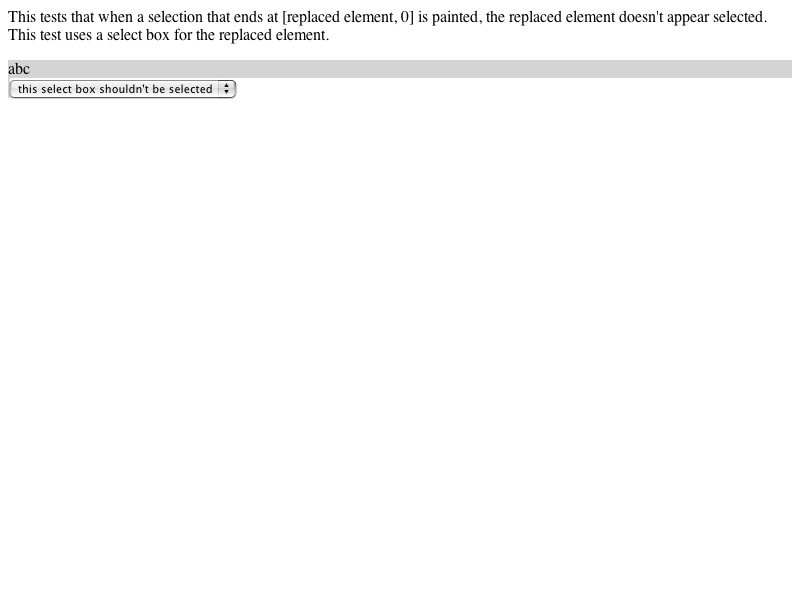 This tests that when a selection that ends at [replaced element, 0] is painted, the replaced element doesn't appear selected.
This test uses a select box for the replaced element.
abc
this select box shouldn't be selected